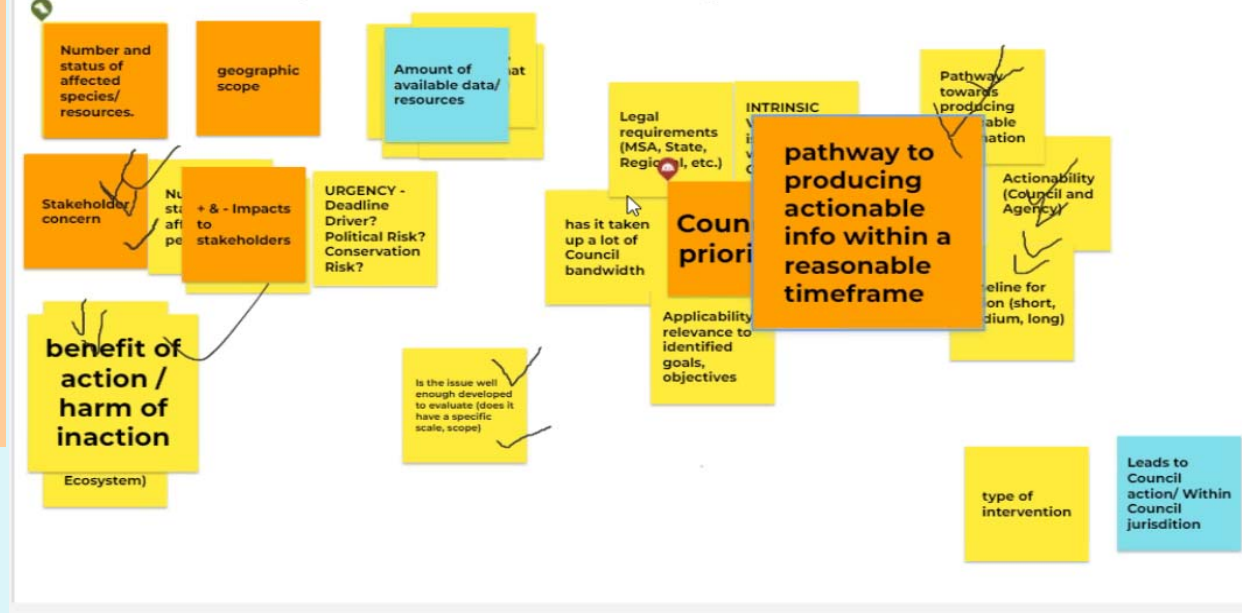 Number and
status of
affected
species/
resources.
geographic
scope
Amount of
available data/
resources
Stakeholder
concern
+ & - Impacts
to
stakeholders
URGENCY -
Deadline
Driver?
Political Risk?
Conservation
Risk?
benefit of
action /
harm of
inaction
Ecosystem)
Is the issue well
enough developed
to evaluate (does it
have a specific
scale, scope)
Legal
requirements
(MSA, State,
Regional, etc.)
INTRINSIC
has it taken
up a lot of
Council
bandwidth
Coun
priori
Applicability
relevance to
identified
goals,
objectives
pathway to
producing
actionable
info within a
reasonable
timeframe
Pathway
towards
producing
able
mation
Actionability
(Council and
Agency)
eline for
on (short,
dium, long)
type of
intervention
Leads to
Council
action/ Within
Council
jurisdition